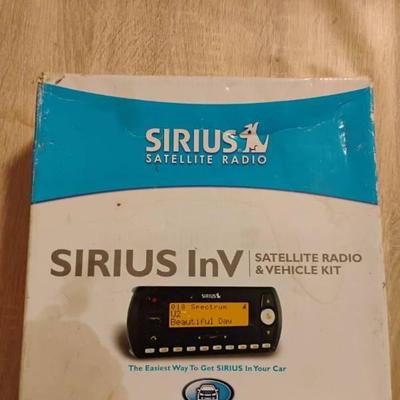 SIRIUS
SATELLITE RADIO
SIRIUS InV
SATELLITE RADIO
& VEHICLE KIT
SIRIUS
018 Spectrum 4
U2
Beautiful Day
The Easiest Way To Get SIRIUS In Your Car